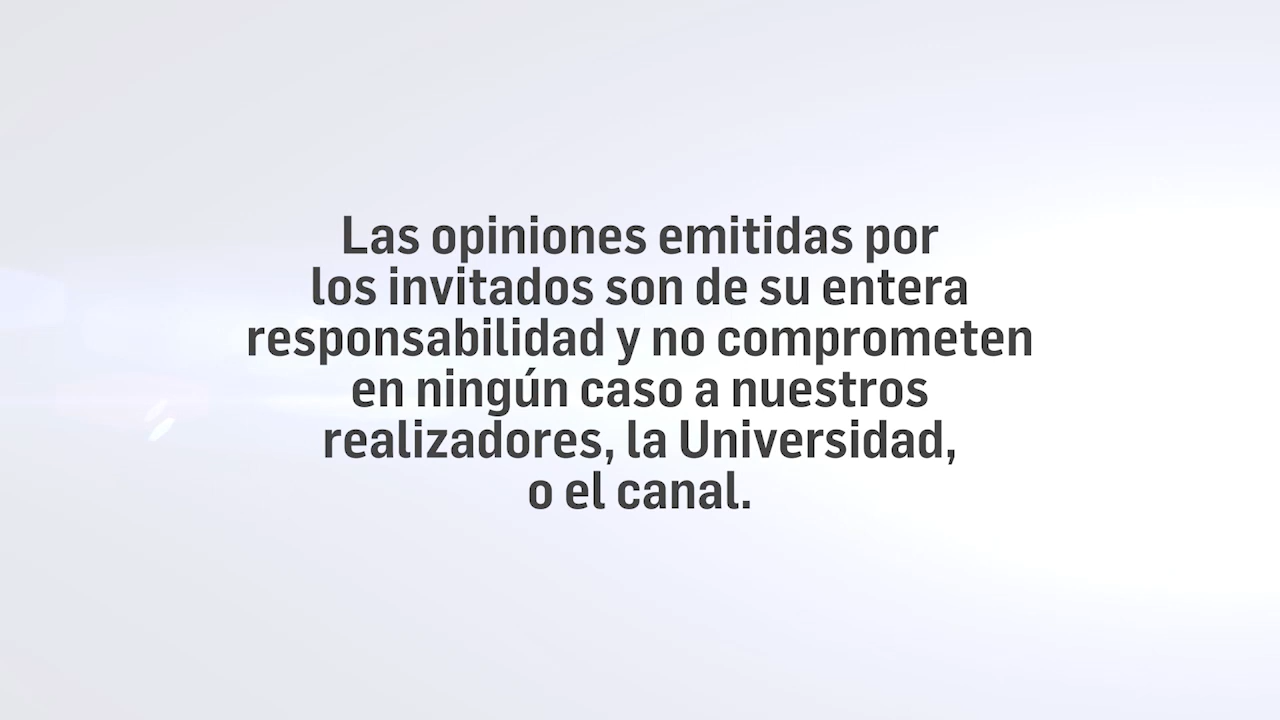 Las opiniones emitidas por
los invitados son de su entera
responsabilidad y no comprometen
en ningún caso a nuestros
realizadores, la Universidad,
o el canal.